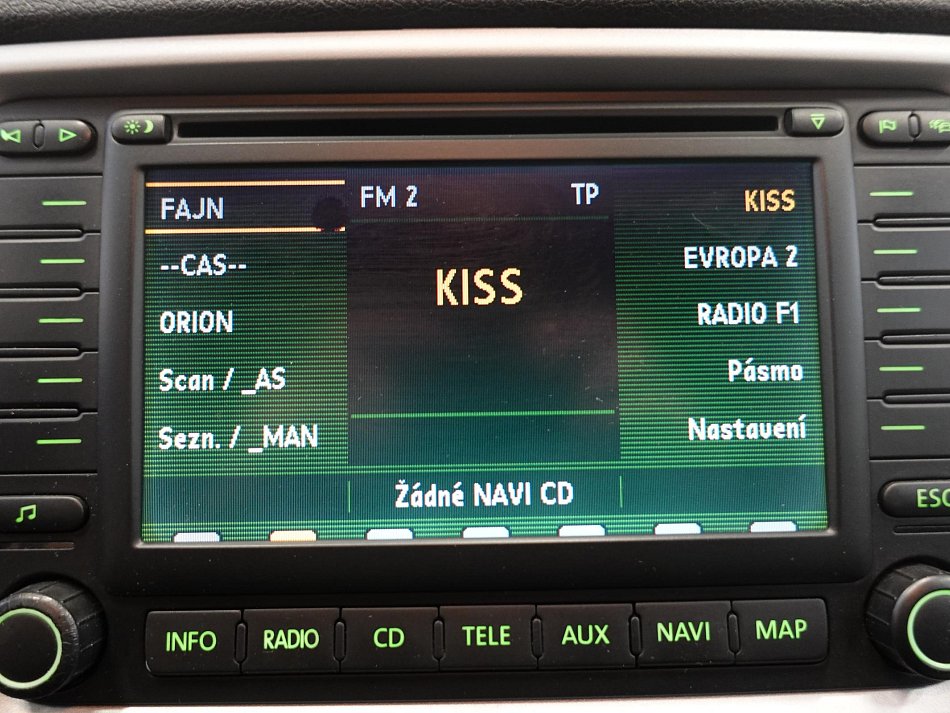 FAJN
FM 2
TP
KISS
--CAS--
KISS
EVROPA 2
ORION
RADIO F1
Scan / _AS
Pásmo
Sezn. / _MAN
Nastavení
Žádné NAVI CD
ESC
INFO
RADIO
CD
TELE
AUX
NAVI
MAP